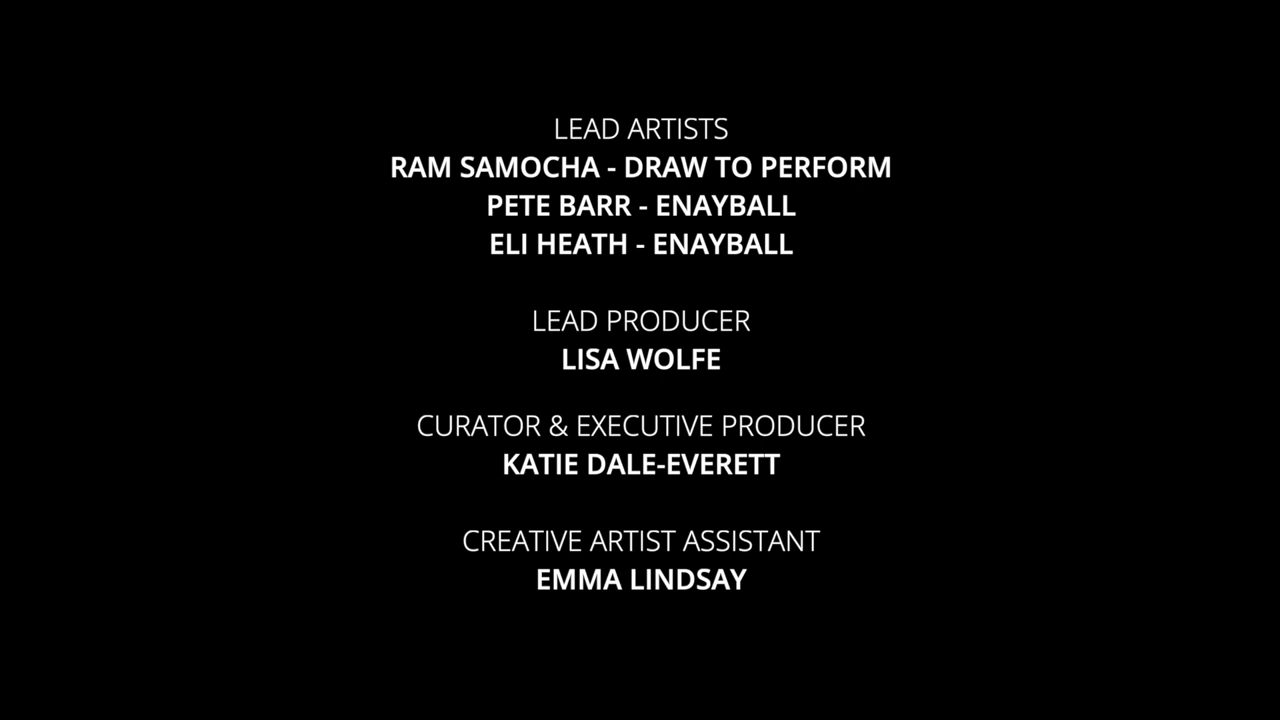 LEAD ARTISTS
RAM SAMOCHA - DRAW TO PERFORM
PETE BARR - ENAYBALL
ELI HEATH - ENAYBALL
LEAD PRODUCER
LISA WOLFE
CURATOR & EXECUTIVE PRODUCER
KATIE DALE-EVERETT
CREATIVE ARTIST ASSISTANT
EMMA LINDSAY